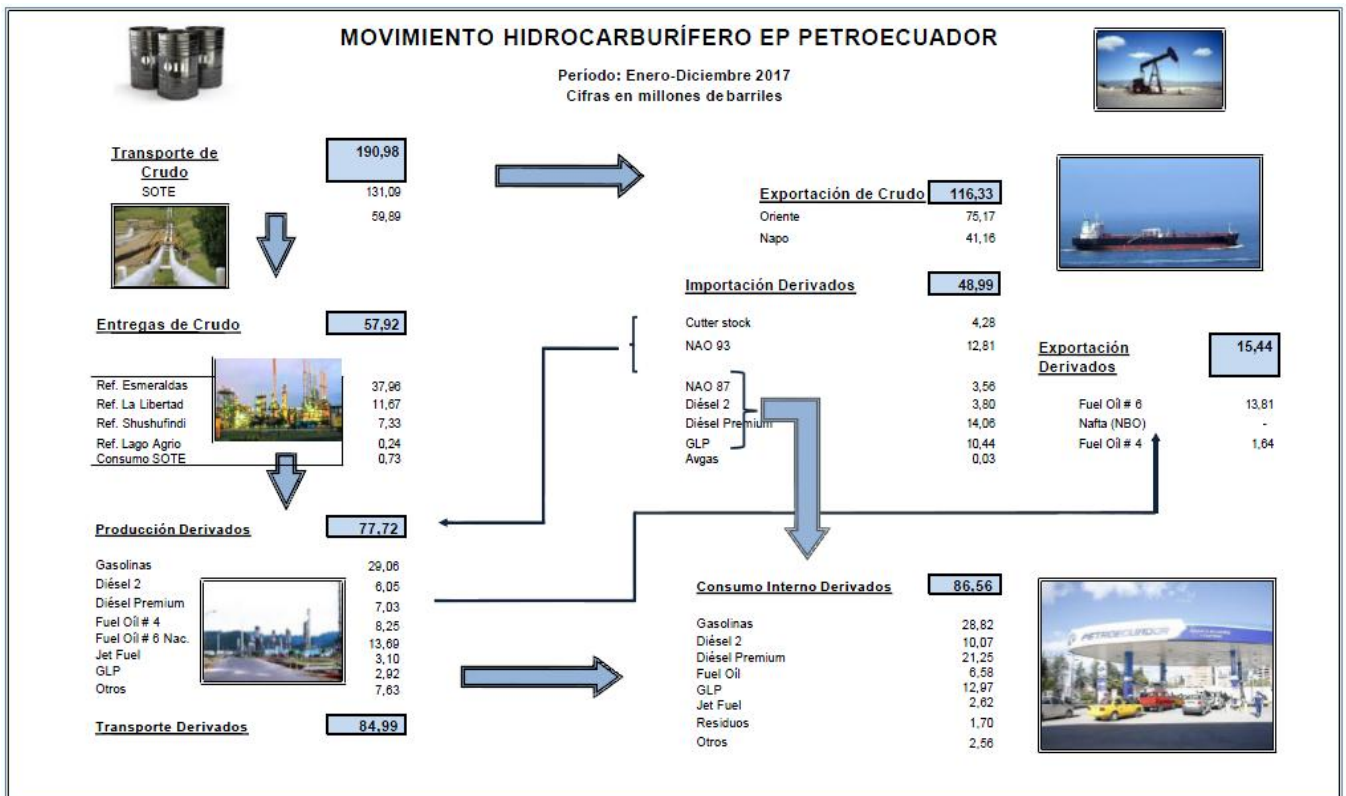 MOVIMIENTO HIDROCARBURÍFERO EP PETROECUADOR
Período: Enero-Diciembre 2017
Cifras en millones de barriles
Transporte de Crudo 190,98
SOTE 131,09
59,89
Exportación de Crudo 116,33
Oriente 75,17
Napo 41,16
Entregas de Crudo 57,92
Ref. Esmeraldas 37,96
Ref. La Libertad 11,67
Ref. Shushufindi 7,33
Ref. Lago Agrio 0,24
Consumo SOTE 0,73
Importación Derivados 48,99
Cutter stock 4,28
NAO 93 12,81
NAO 87 3,56
Diésel 2 3,80
Diésel Premium 14,06
GLP 10,44
Avgas 0,03
Exportación Derivados 15,44
Fuel Oíl # 6 13,81
Nafta (NBO) -
Fuel Oíl # 4 1,64
Producción Derivados 77,72
Gasolinas 29,06
Diésel 2 6,05
Diésel Premium 7,03
Fuel Oíl # 4 8,25
Fuel Oíl # 6 Nac. 13,69
Jet Fuel 3,10
GLP 2,92
Otros 7,63
Transporte Derivados 84,99
Consumo Interno Derivados 86,56
Gasolinas 28,82
Diésel 2 10,07
Diésel Premium 21,25
Fuel Oíl 6,58
GLP 12,97
Jet Fuel 2,62
Residuos 1,70
Otros 2,56
OIL
PETROECUADOR